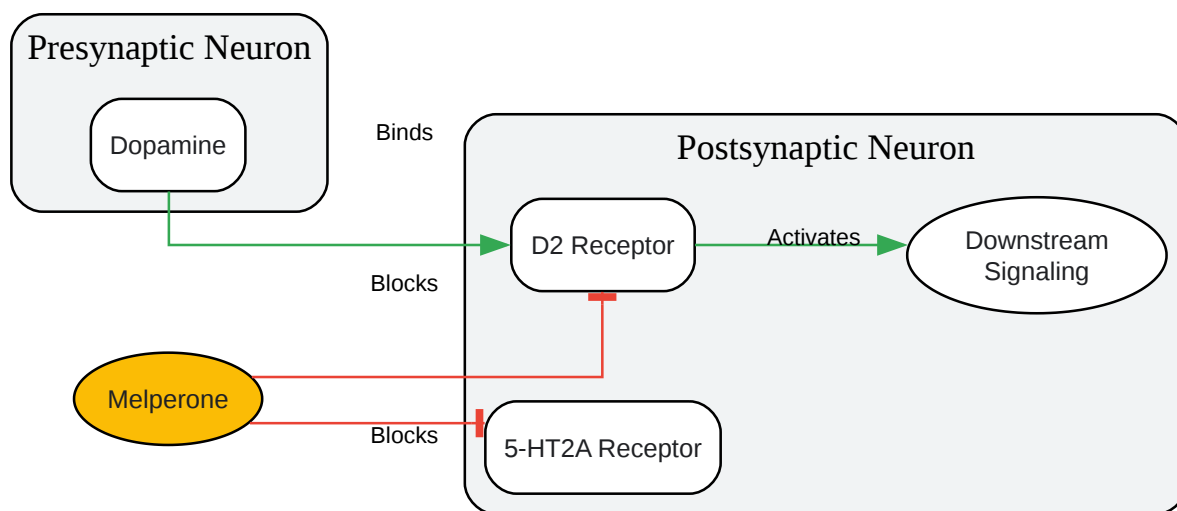 Presynaptic Neuron
Dopamine
Binds
Postsynaptic Neuron
D2 Receptor
Activates
Downstream
Signaling
Blocks
Melperone
Blocks
5-HT2A Receptor